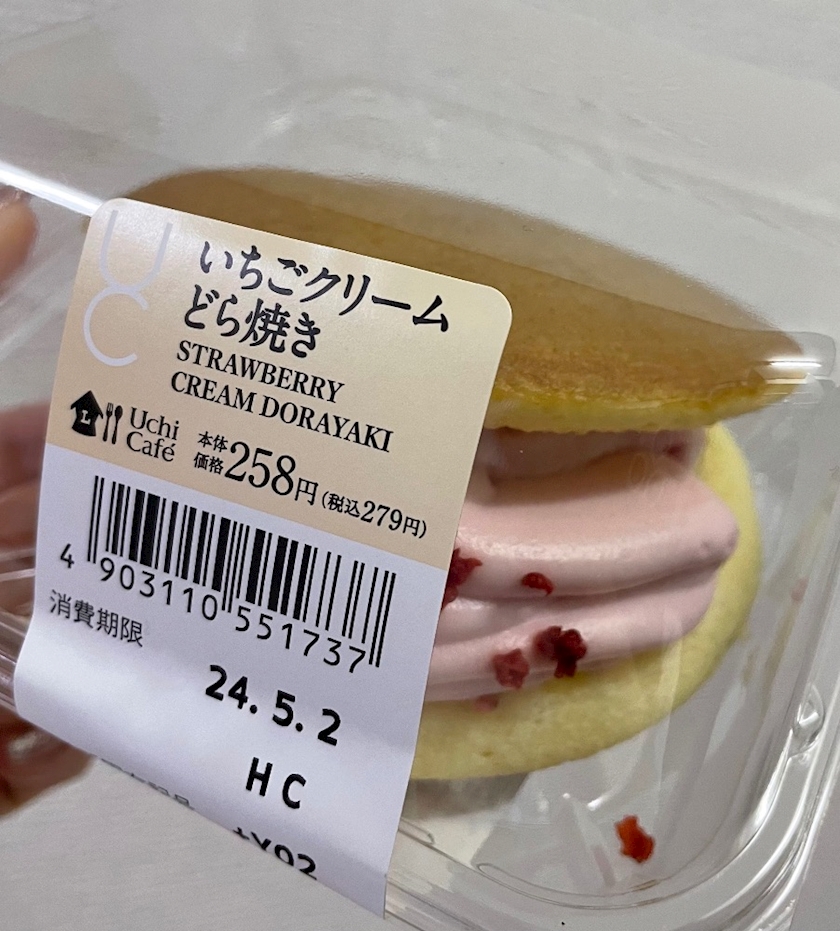 UC
いちごクリーム
どら焼き
STRAWBERRY
CREAM DORAYAKI
L Uchi
Café
本体
価格258円(税込279円)
4 903110 551737
消費期限
24.5.2
HC